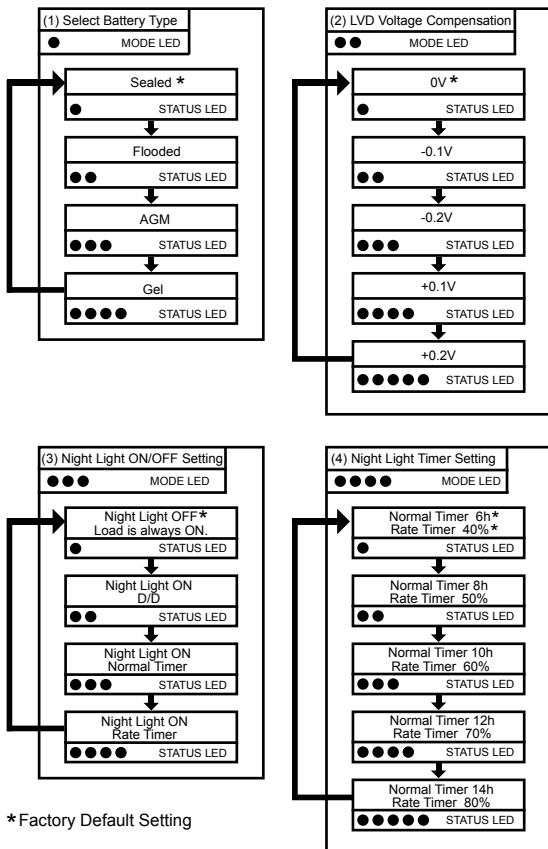 (1) Select Battery Type
MODE LED
Sealed *
STATUS LED
Flooded
STATUS LED
AGM
STATUS LED
Gel
STATUS LED
(2) LVD Voltage Compensation
MODE LED
0V *
STATUS LED
-0.1V
STATUS LED
-0.2V
STATUS LED
+0.1V
STATUS LED
+0.2V
STATUS LED
(3) Night Light ON/OFF Setting
MODE LED
Night Light OFF*
Load is always ON.
STATUS LED
Night Light ON
D/D
STATUS LED
Night Light ON
Normal Timer
STATUS LED
Night Light ON
Rate Timer
STATUS LED
(4) Night Light Timer Setting
MODE LED
Normal Timer 6h*
Rate Timer 40%*
STATUS LED
Normal Timer 8h
Rate Timer 50%
STATUS LED
Normal Timer 10h
Rate Timer 60%
STATUS LED
Normal Timer 12h
Rate Timer 70%
STATUS LED
Normal Timer 14h
Rate Timer 80%
STATUS LED
*Factory Default Setting